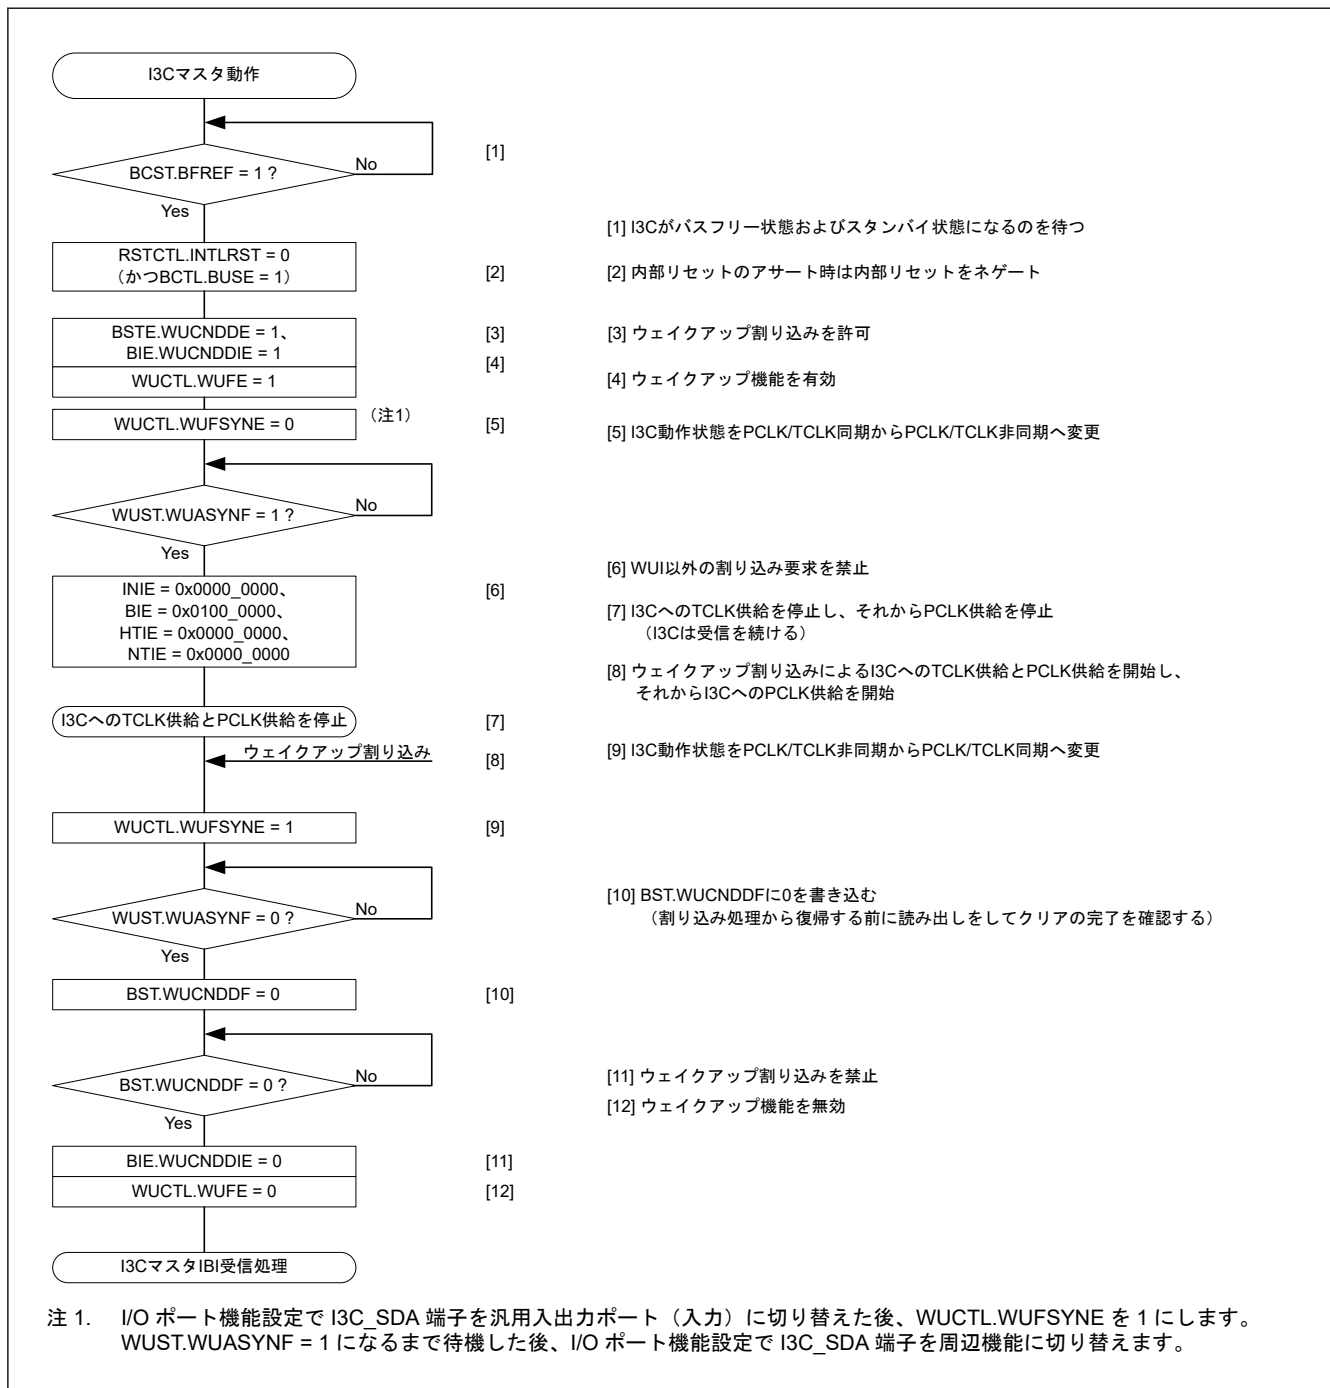 I3Cマスタ動作
BCST.BFREF = 1 ?
No
[1]
Yes
[1] I3Cがバスフリー状態およびスタンバイ状態になるのを待つ
RSTCTL.INTLRST = 0
（かつBCTL.BUSE = 1）
[2]
[2] 内部リセットのアサート時は内部リセットをネゲート
BSTE.WUCNDDE = 1、
BIE.WUCNDDIE = 1
[3]
[3] ウェイクアップ割り込みを許可
[4]
WUCTL.WUFE = 1
[4] ウェイクアップ機能を有効
WUCTL.WUFSYNE = 0
（注1）
[5]
[5] I3C動作状態をPCLK/TCLK同期からPCLK/TCLK非同期へ変更
WUST.WUASYNF = 1 ?
No
Yes
[6] WUI以外の割り込み要求を禁止
INIE = 0x0000_0000、
BIE = 0x0100_0000、
HTIE = 0x0000_0000、
NTIE = 0x0000_0000
[6]
[7] I3CへのTCLK供給を停止し、それからPCLK供給を停止
（I3Cは受信を続ける）
[8] ウェイクアップ割り込みによるI3CへのTCLK供給とPCLK供給を開始し、
それからI3CへのPCLK供給を開始
I3CへのTCLK供給とPCLK供給を停止
[7]
ウェイクアップ割り込み
[8]
[9] I3C動作状態をPCLK/TCLK非同期からPCLK/TCLK同期へ変更
WUCTL.WUFSYNE = 1
[9]
WUST.WUASYNF = 0 ?
No
Yes
[10] BST.WUCNDDFに0を書き込む
（割り込み処理から復帰する前に読み出しをしてクリアの完了を確認する）
BST.WUCNDDF = 0
[10]
BST.WUCNDDF = 0 ?
No
Yes
[11] ウェイクアップ割り込みを禁止
[12] ウェイクアップ機能を無効
BIE.WUCNDDIE = 0
[11]
WUCTL.WUFE = 0
[12]
I3CマスタIBI受信処理
注 1. I/O ポート機能設定で I3C_SDA 端子を汎用入出力ポート（入力）に切り替えた後、WUCTL.WUFSYNE を 1 にします。
WUST.WUASYNF = 1 になるまで待機した後、I/O ポート機能設定で I3C_SDA 端子を周辺機能に切り替えます。